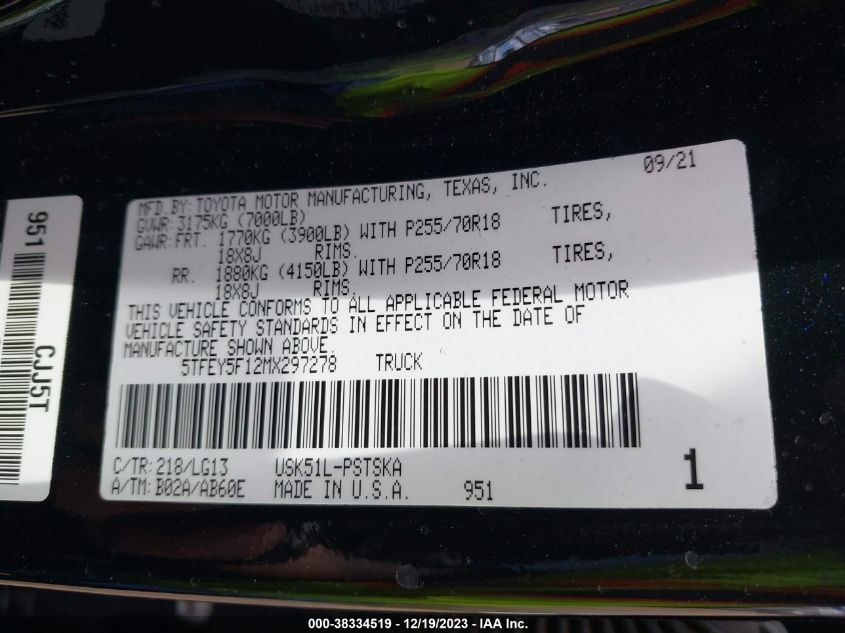 MFD BY: TOYOTA MOTOR MANUFACTURING, TEXAS, INC. 09/21
GVWR: 3175KG (7000LB)
GAWR: FRT. 1770KG (3900LB) WITH P255/70R18 TIRES,
18X8J RIMS.
RR. 1880KG (4150LB) WITH P255/70R18 TIRES,
18X8J RIMS.
THIS VEHICLE CONFORMS TO ALL APPLICABLE FEDERAL MOTOR
VEHICLE SAFETY STANDARDS IN EFFECT ON THE DATE OF
MANUFACTURE SHOWN ABOVE.
5TFEY5F12MX297278 TRUCK
C/TR: 218/LG13 USK51L-PSTSKA
A/TM: B02A/AB60E MADE IN U.S.A. 951 1
951
CJJ5T
000-38334519 - 12/19/2023 - IAA Inc.